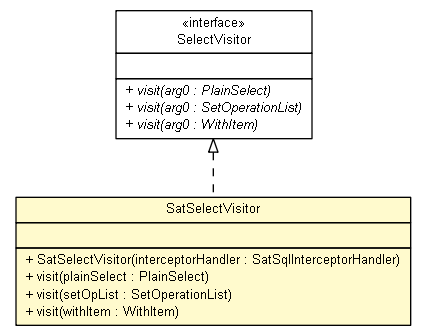 «interface»
SelectVisitor
+ visit(arg0 : PlainSelect)
+ visit(arg0 : SetOperationList)
+ visit(arg0 : WithItem)
SatSelectVisitor
+ SatSelectVisitor(interceptorHandler : SatSqlInterceptorHandler)
+ visit(plainSelect : PlainSelect)
+ visit(setOpList : SetOperationList)
+ visit(withItem : WithItem)